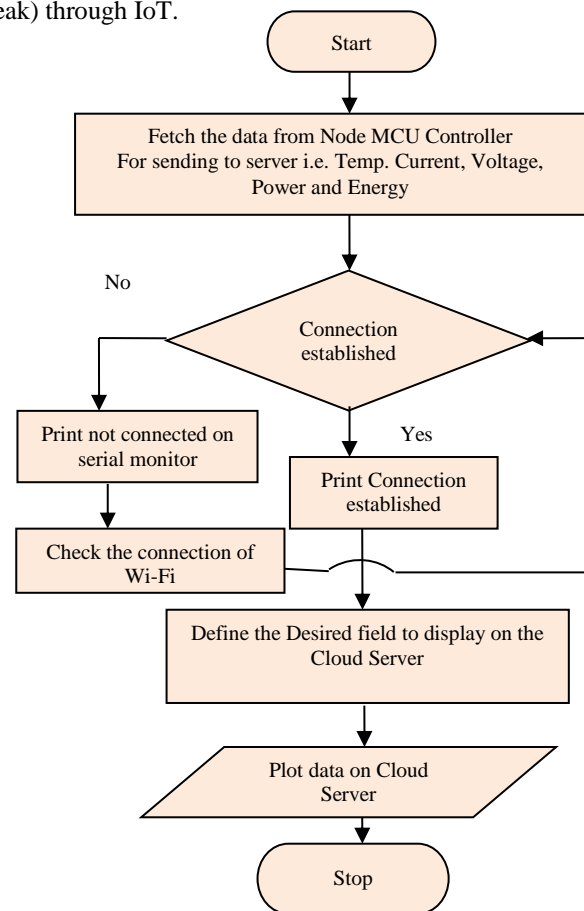 eak) through IoT.
Start
Fetch the data from Node MCU Controller
For sending to server i.e. Temp. Current, Voltage,
Power and Energy
No
Connection
established
Print not connected on
serial monitor
Yes
Print Connection
established
Check the connection of
Wi-Fi
Define the Desired field to display on the
Cloud Server
Plot data on Cloud
Server
Stop